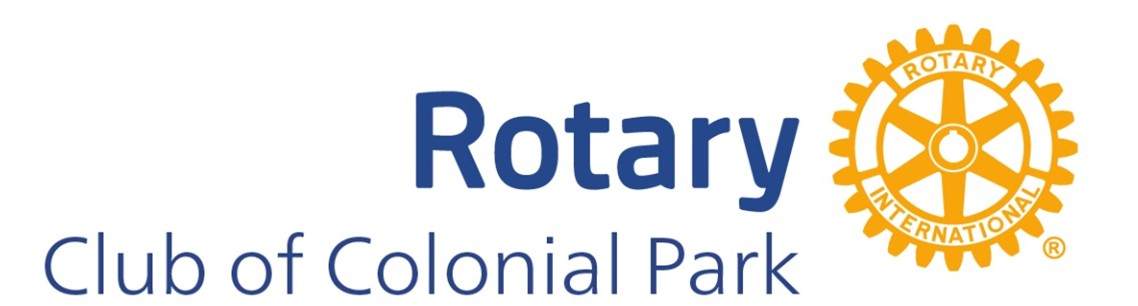 Rotary
Club of Colonial Park
ROTARY
INTERNATIONAL
®